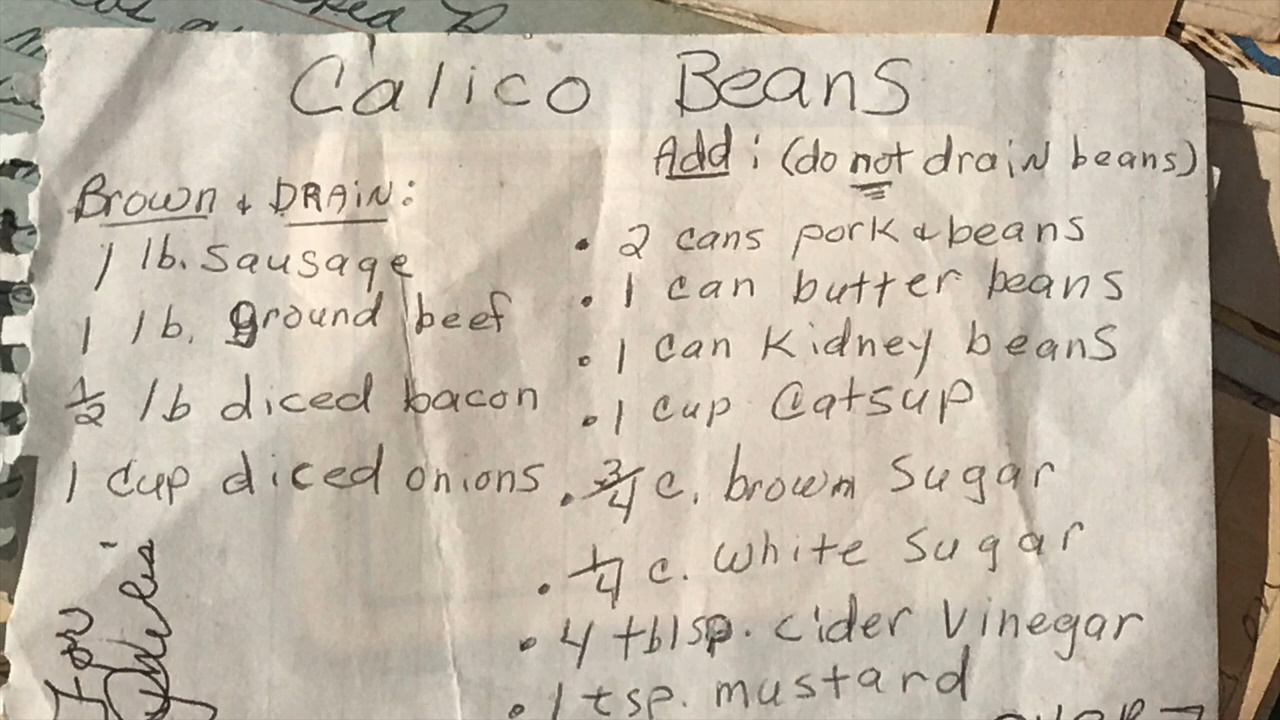 Calico Beans
Brown & DRAIN:
1 lb. sausage
1 lb. ground beef
½ lb diced bacon
1 cup diced onions
Add: (do not drain beans)
• 2 cans pork & beans
• 1 can butter beans
• 1 can Kidney beans
• 1 cup Catsup
• ¾ c. brown sugar
• ¼ c. white sugar
• 4 tblsp. cider vinegar
• 1 tsp. mustard
over →
For